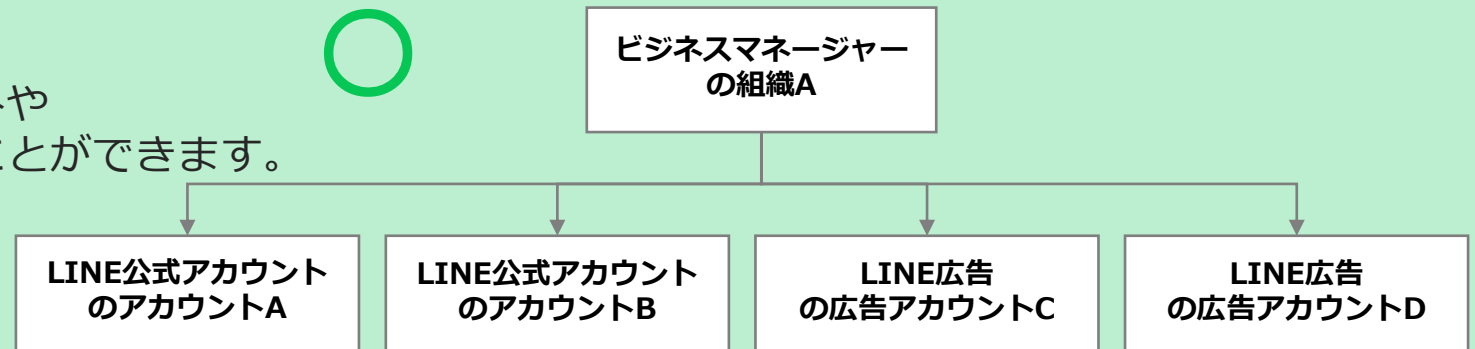 や
ことができます。
ビジネスマネージャー
の組織A
LINE公式アカウント
のアカウントA
LINE公式アカウント
のアカウントB
LINE広告
の広告アカウントC
LINE広告
の広告アカウントD